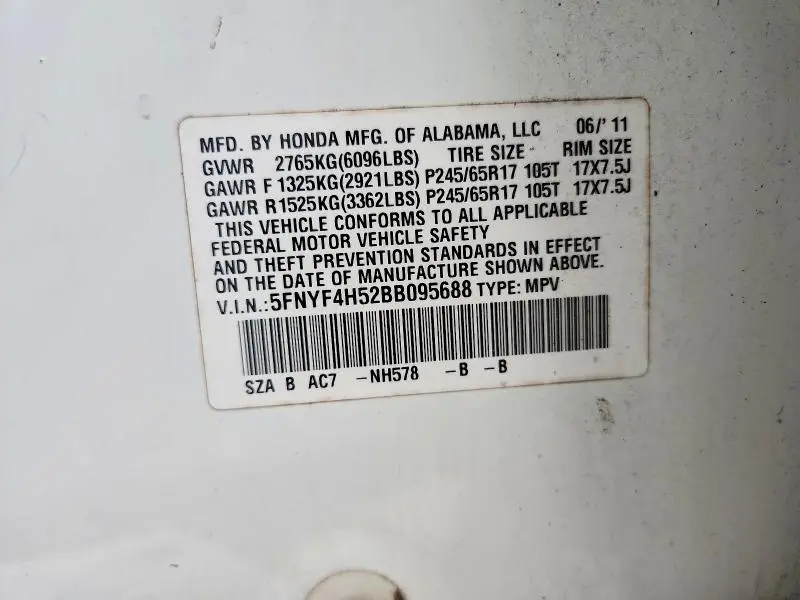 MFD. BY HONDA MFG. OF ALABAMA, LLC 06/'11
GVWR 2765KG(6096LBS) TIRE SIZE RIM SIZE
GAWR F 1325KG(2921LBS) P245/65R17 105T 17X7.5J
GAWR R1525KG(3362LBS) P245/65R17 105T 17X7.5J
THIS VEHICLE CONFORMS TO ALL APPLICABLE
FEDERAL MOTOR VEHICLE SAFETY
AND THEFT PREVENTION STANDARDS IN EFFECT
ON THE DATE OF MANUFACTURE SHOWN ABOVE.
V.I.N.:5FNYF4H52BB095688 TYPE: MPV
SZA B AC7 -NH578 -B -B